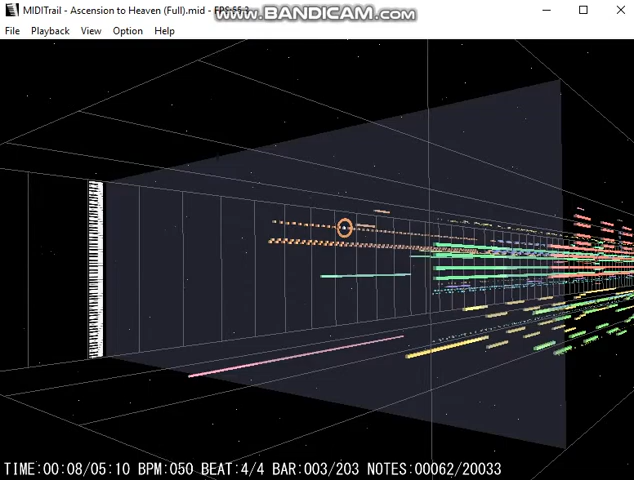 MIDITrail - Ascension to Heaven (Full).mid - FPS:55.3
www.BANDICAM.com
File Playback View Option Help
TIME:00:08/05:10 BPM:050 BEAT:4/4 BAR:003/203 NOTES:00062/20033